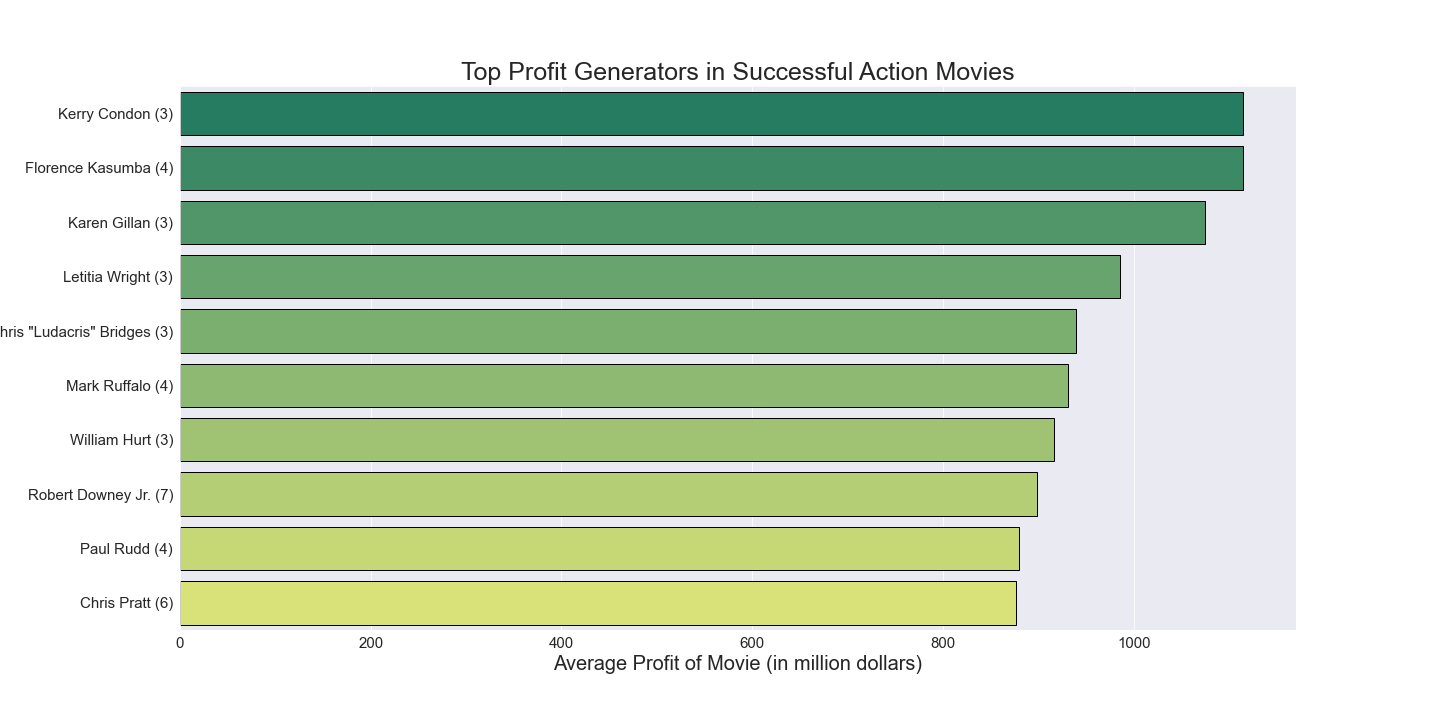 Top Profit Generators in Successful Action Movies
Kerry Condon (3)
Florence Kasumba (4)
Karen Gillan (3)
Letitia Wright (3)
hris "Ludacris" Bridges (3)
Mark Ruffalo (4)
William Hurt (3)
Robert Downey Jr. (7)
Paul Rudd (4)
Chris Pratt (6)
0 200 400 600 800 1000
Average Profit of Movie (in million dollars)